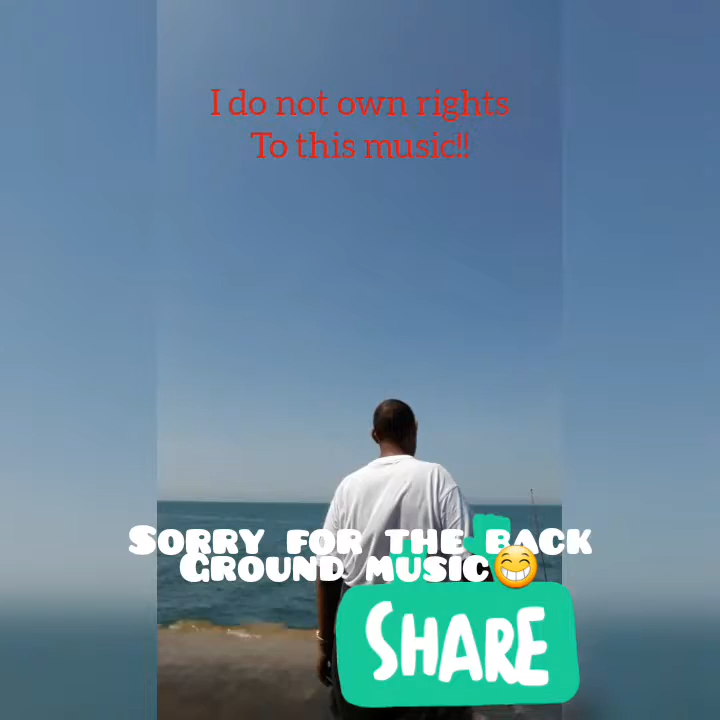 I do not own rights
To this music!!
SORRY FOR THE BACK
GROUND MUSIC😁
SHARE